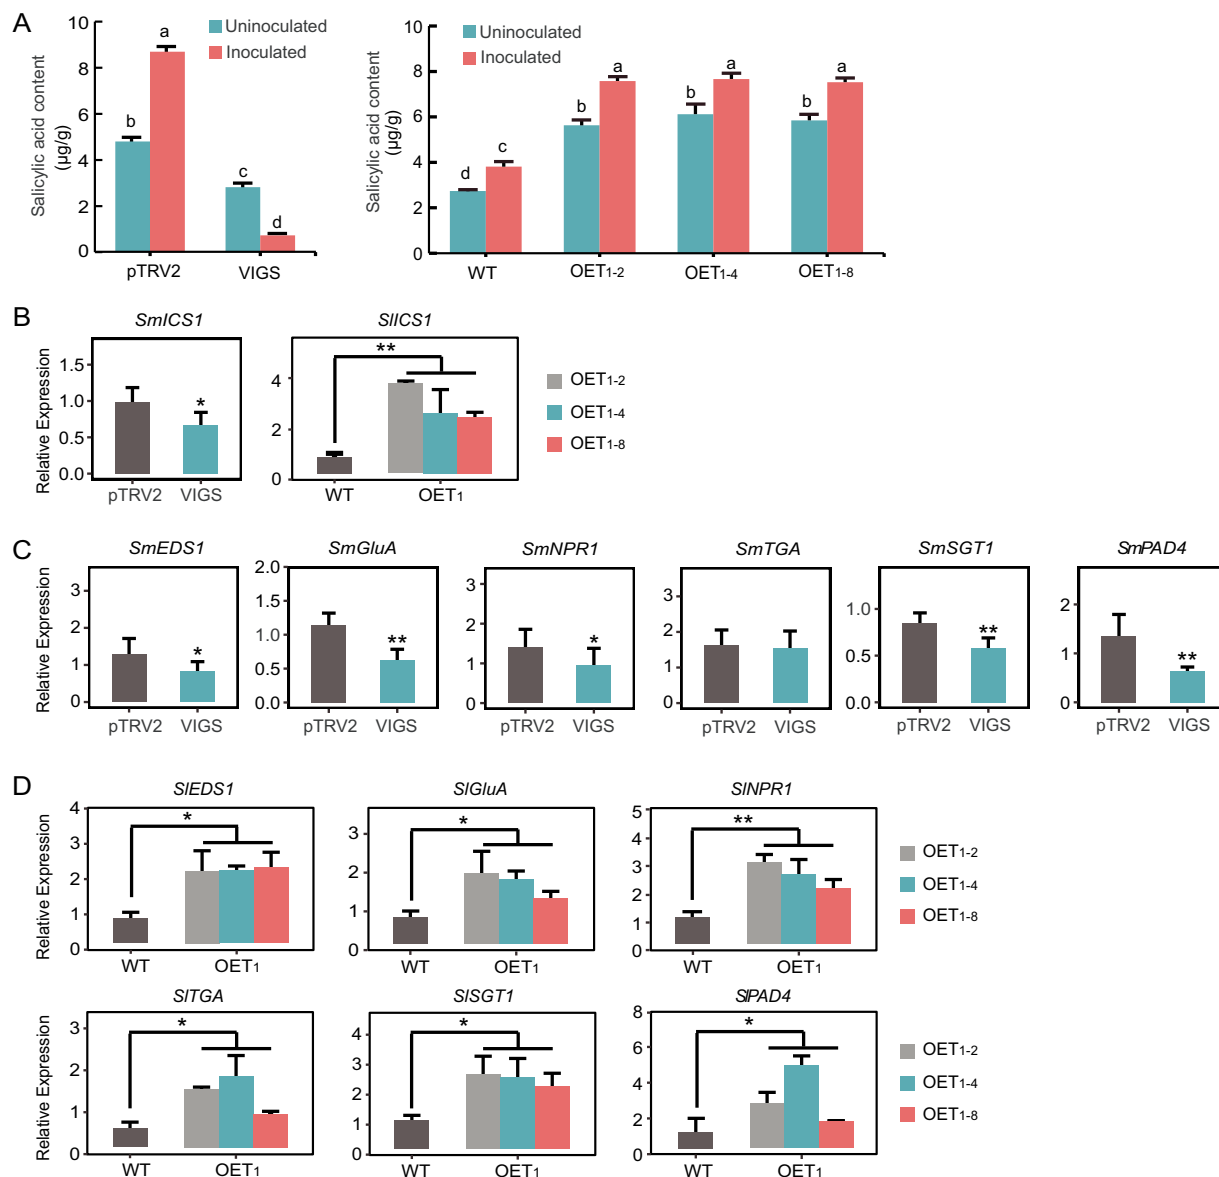 A
Salicylic acid content
(µg/g)
10
8
6
4
2
0
Uninoculated
Inoculated
b
a
c
d
pTRV2
VIGS
Salicylic acid content
(µg/g)
10
8
6
4
2
0
Uninoculated
Inoculated
d
c
b
a
b
a
b
a
WT
OET1-2
OET1-4
OET1-8
B
SmICS1
Relative Expression
1.5
1.0
0.5
0.0
*
pTRV2
VIGS
SlICS1
4
2
0
**
WT
OET1
OET1-2
OET1-4
OET1-8
C
SmEDS1
Relative Expression
3
2
1
0
*
pTRV2
VIGS
SmGluA
2.0
1.5
1.0
0.5
0.0
**
pTRV2
VIGS
SmNPR1
3
2
1
0
*
pTRV2
VIGS
SmTGA
3
2
1
0
pTRV2
VIGS
SmSGT1
1.0
0.5
0.0
**
pTRV2
VIGS
SmPAD4
2
1
0
**
pTRV2
VIGS
D
SlEDS1
Relative Expression
4
3
2
1
0
*
WT
OET1
SlGluA
3
2
1
0
*
WT
OET1
SlNPR1
5
4
3
2
1
0
**
WT
OET1
OET1-2
OET1-4
OET1-8
SlTGA
Relative Expression
3
2
1
0
*
WT
OET1
SlSGT1
4
3
2
1
0
*
WT
OET1
SlPAD4
8
6
4
2
0
*
WT
OET1
OET1-2
OET1-4
OET1-8